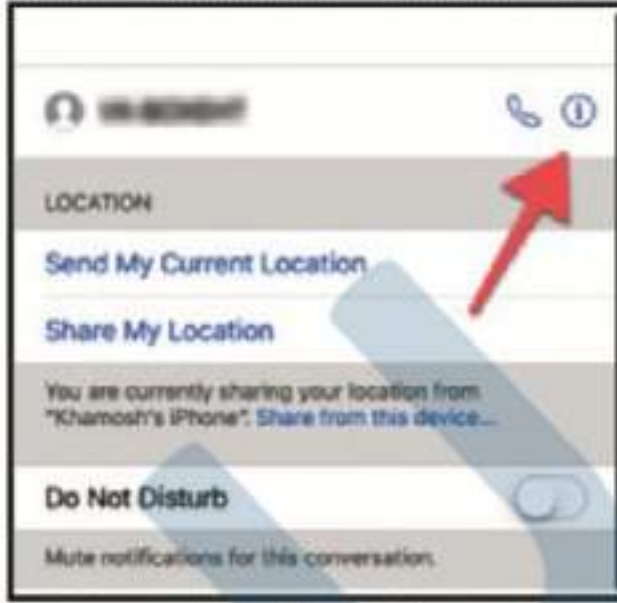 LOCATION
Send My Current Location
Share My Location
You are currently sharing your location from
"Khamosh's iPhone". Share from this device...
Do Not Disturb
Mute notifications for this conversation.